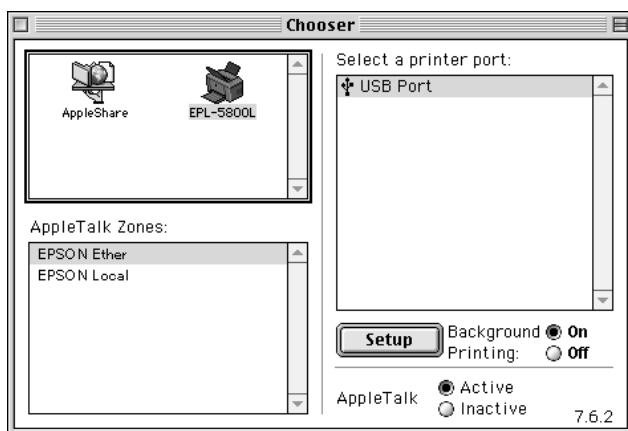 Chooser
AppleShare
EPL-5800L
AppleTalk Zones:
EPSON Ether
EPSON Local
Select a printer port:
USB Port
Setup
Background Printing:
On
Off
AppleTalk
Active
Inactive
7.6.2